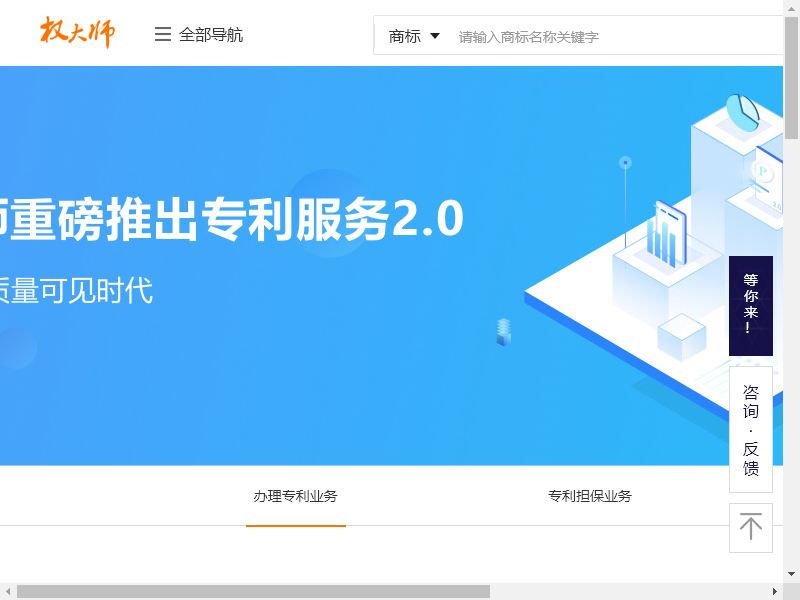 权大师
全部导航
商标
请输入商标名称关键字
重磅推出专利服务2.0
质量可见时代
等你来!
咨询·反馈
办理专利业务
专利担保业务